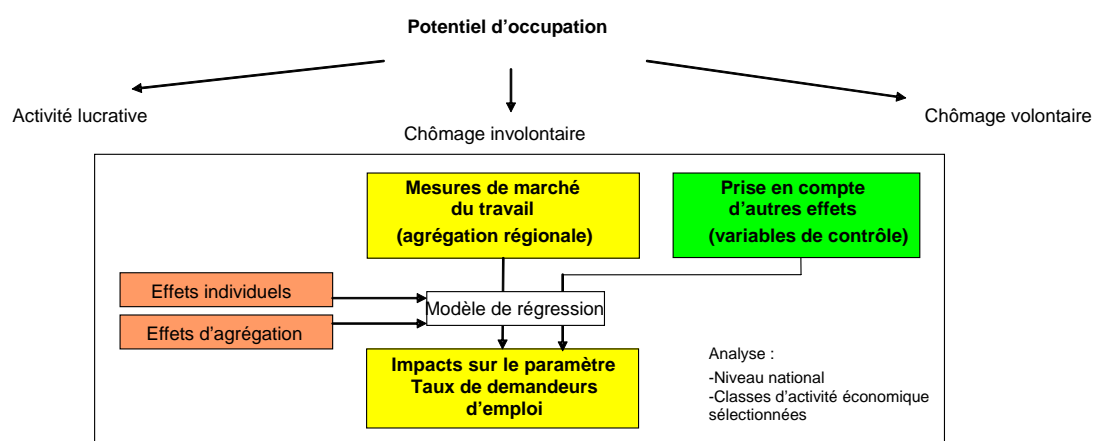 Potentiel d'occupation
Activité lucrative
Chômage involontaire
Chômage volontaire
Mesures de marché
du travail
(agrégation régionale)
Prise en compte
d'autres effets
(variables de contrôle)
Effets individuels
Effets d'agrégation
Modèle de régression
Impacts sur le paramètre
Taux de demandeurs
d'emploi
Analyse :
-Niveau national
-Classes d'activité économique
sélectionnées